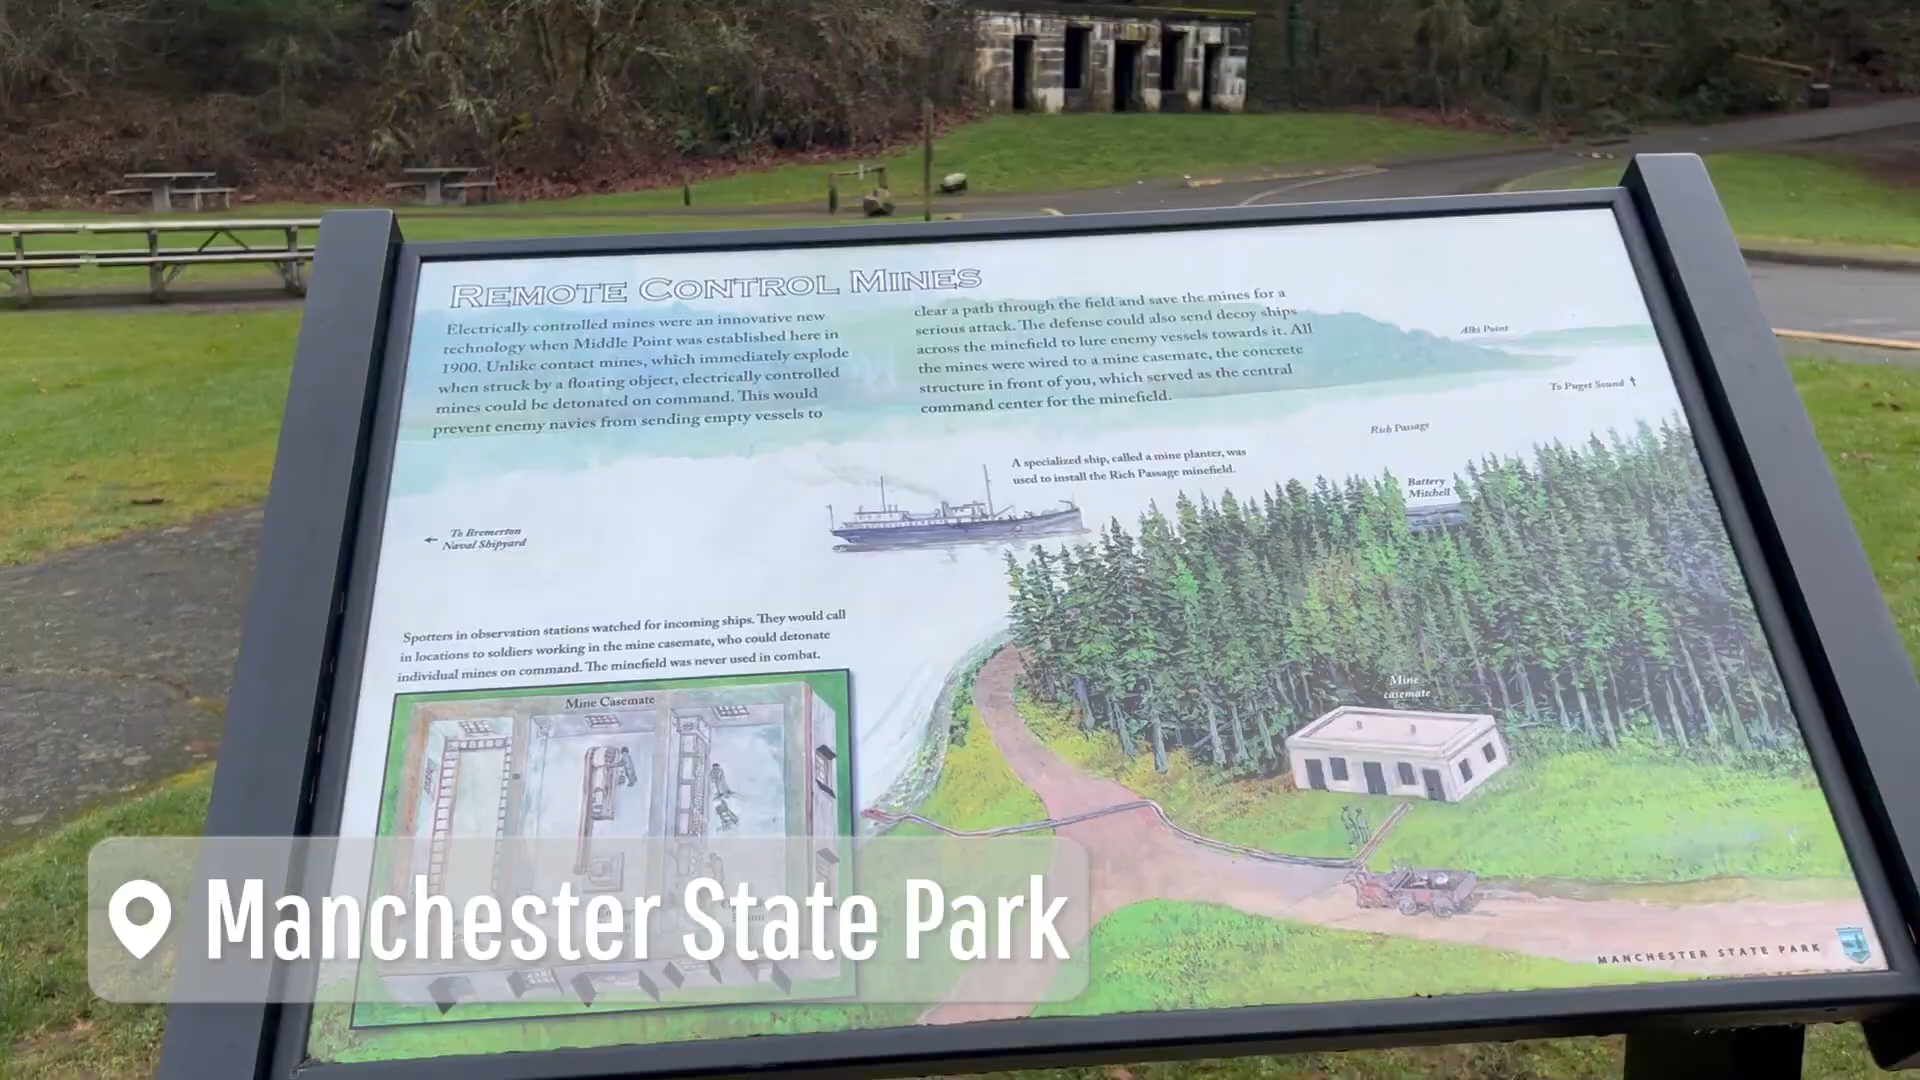 REMOTE CONTROL MINES
Electrically controlled mines were an innovative new
technology when Middle Point was established here in
1900. Unlike contact mines, which immediately explode
when struck by a floating object, electrically controlled
mines could be detonated on command. This would
prevent enemy navies from sending empty vessels to
clear a path through the field and save the mines for a
serious attack. The defense could also send decoy ships
across the minefield to lure enemy vessels towards it. All
the mines were wired to a mine casemate, the concrete
structure in front of you, which served as the central
command center for the minefield.
Alki Point
To Puget Sound
Rich Passage
A specialized ship, called a mine planter, was
used to install the Rich Passage minefield.
Battery
Mitchell
To Bremerton
Naval Shipyard
Spotters in observation stations watched for incoming ships. They would call
in locations to soldiers working in the mine casemate, who could detonate
individual mines on command. The minefield was never used in combat.
Mine Casemate
Mine
casemate
Manchester State Park
MANCHESTER STATE PARK